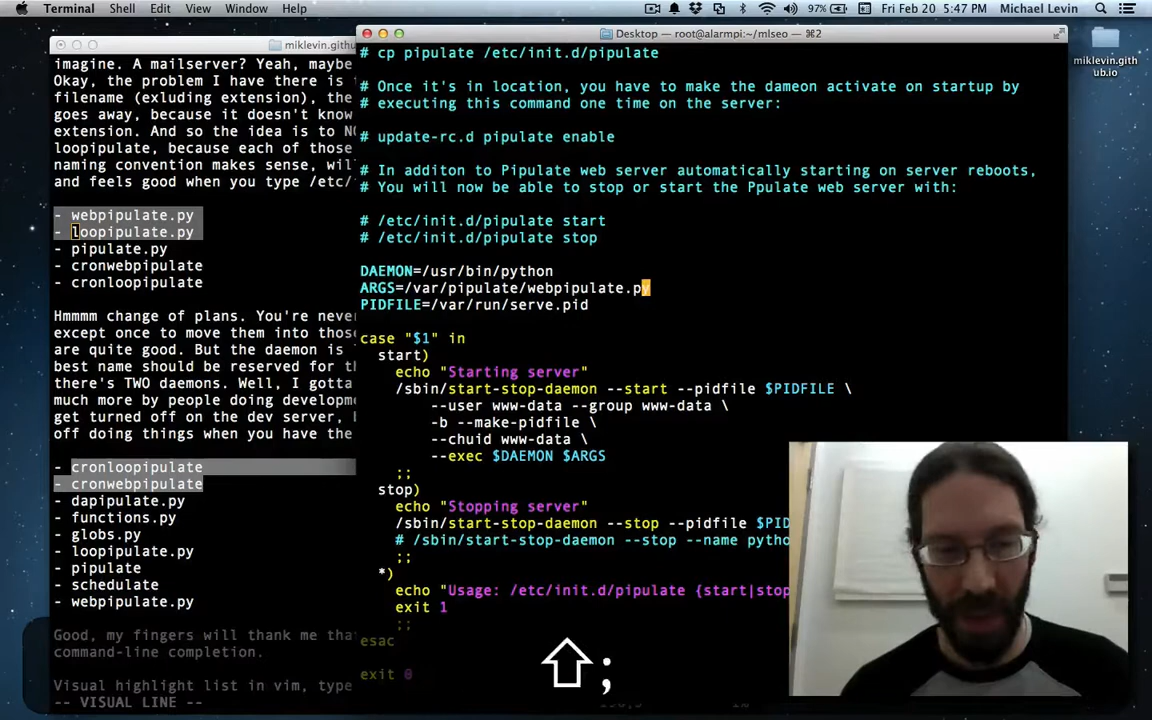 Terminal Shell Edit View Window Help
97% Fri Feb 20 5:47 PM Michael Levin
miklevin.githu
Desktop — root@alarmpi:~/mlseo — ⌘2
miklevin.gith
ub.io
imagine. A mailserver? Yeah, maybe
Okay, the problem I have there is
filename (exluding extension), the
goes away, because it doesn't know
extension. And so the idea is to
loopipulate, because each of those
naming convention makes sense, will
and feels good when you type /etc/
- webpipulate.py
- loopipulate.py
- pipulate.py
- cronwebpipulate
- cronloopipulate
Hmmmm change of plans. You're never
except once to move them into those
are quite good. But the daemon is
best name should be reserved for
there's TWO daemons. Well, I gotta
much more by people doing developme
get turned off on the dev server,
off doing things when you have the
- cronloopipulate
- cronwebpipulate
- dapipulate.py
- functions.py
- globs.py
- loopipulate.py
- pipulate
- schedulate
- webpipulate.py
Good, my fingers will thank me tha
command-line completion.
Visual highlight list in vim, type
-- VISUAL LINE --
# cp pipulate /etc/init.d/pipulate
# Once it's in location, you have to make the dameon activate on startup by
# executing this command one time on the server:
# update-rc.d pipulate enable
# In additon to Pipulate web server automatically starting on server reboots,
# You will now be able to stop or start the Ppulate web server with:
# /etc/init.d/pipulate start
# /etc/init.d/pipulate stop
DAEMON=/usr/bin/python
ARGS=/var/pipulate/webpipulate.py
PIDFILE=/var/run/serve.pid
case "$1" in
start)
echo "Starting server"
/sbin/start-stop-daemon --start --pidfile $PIDFILE \
--user www-data --group www-data \
-b --make-pidfile \
--chuid www-data \
--exec $DAEMON $ARGS
;;
stop)
echo "Stopping server"
/sbin/start-stop-daemon --stop --pidfile $PID
# /sbin/start-stop-daemon --stop --name pytho
;;
*)
echo "Usage: /etc/init.d/pipulate {start|stop
exit 1
;;
esac
exit 0
⇧;